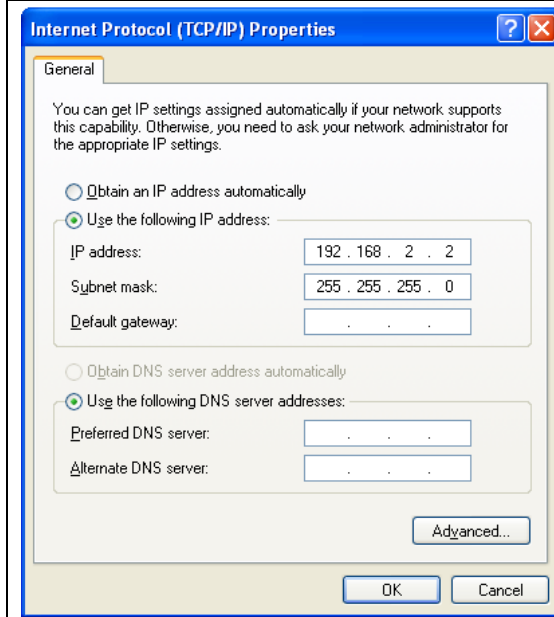 Internet Protocol (TCP/IP) Properties
General
You can get IP settings assigned automatically if your network supports
this capability. Otherwise, you need to ask your network administrator for
the appropriate IP settings.
Obtain an IP address automatically
Use the following IP address:
IP address: 192 . 168 . 2 . 2
Subnet mask: 255 . 255 . 255 . 0
Default gateway: . . .
Obtain DNS server address automatically
Use the following DNS server addresses:
Preferred DNS server: . . .
Alternate DNS server: . . .
Advanced...
OK Cancel